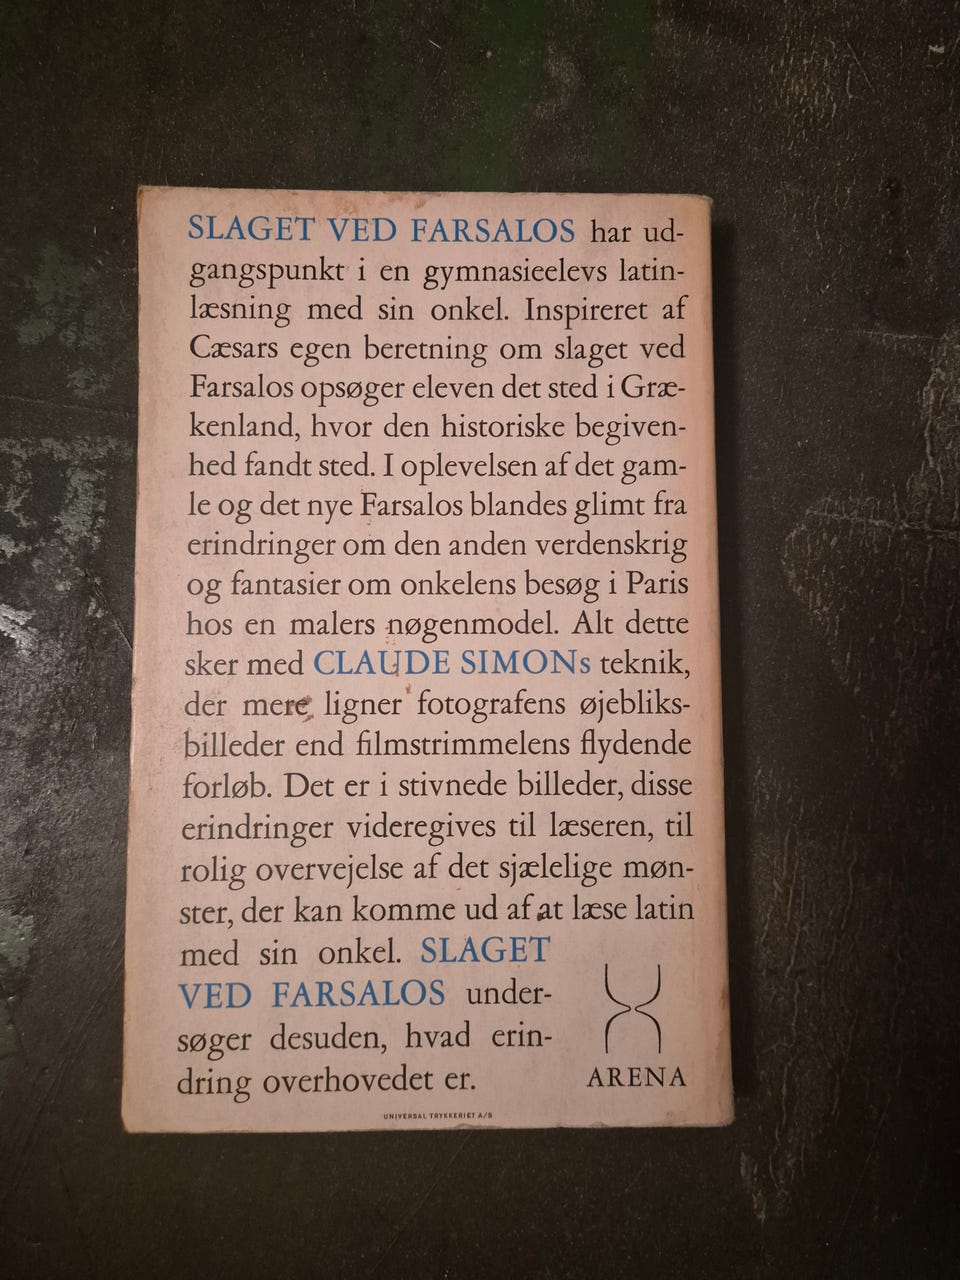 SLAGET VED FARSALOS har ud-
gangspunkt i en gymnasieelevs latin-
læsning med sin onkel. Inspireret af
Cæsars egen beretning om slaget ved
Farsalos opsøger eleven det sted i Græ-
kenland, hvor den historiske begiven-
hed fandt sted. I oplevelsen af det gam-
le og det nye Farsalos blandes glimt fra
erindringer om den anden verdenskrig
og fantasier om onkelens besøg i Paris
hos en malers nøgenmodel. Alt dette
sker med CLAUDE SIMONs teknik,
der mere ligner fotografens øjebliks-
billeder end filmstrimmelens flydende
forløb. Det er i stivnede billeder, disse
erindringer videregives til læseren, til
rolig overvejelse af det sjælelige møn-
ster, der kan komme ud af at læse latin
med sin onkel. SLAGET
VED FARSALOS under-
søger desuden, hvad erin-
dring overhovedet er.
ARENA
UNIVERSAL TRYKKERIET A/S